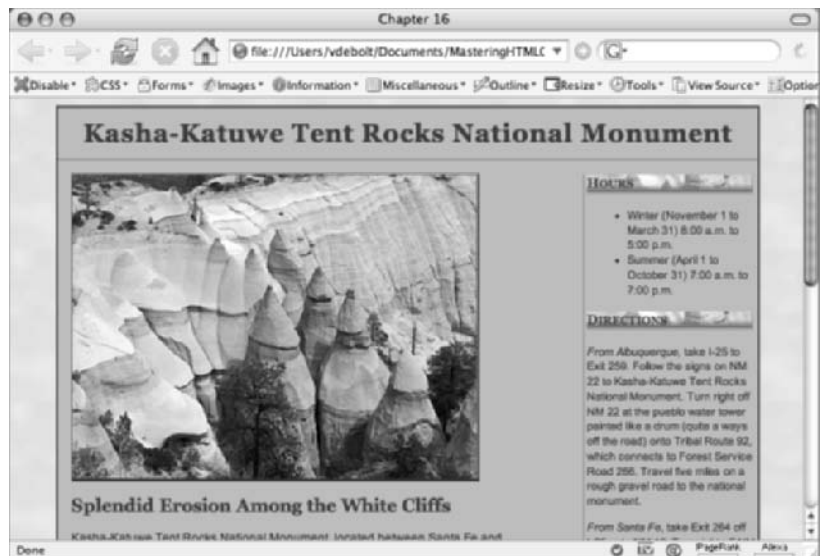 Chapter 16
file:///Users/vdebolt/Documents/MasteringHTMLC
Disable CSS Forms Images Information Miscellaneous Outline Resize Tools View Source Option
Kasha-Katuwe Tent Rocks National Monument
Splendid Erosion Among the White Cliffs
Kasha-Katuwe Tent Rocks National Monument, located between Santa Fe and
HOURS
Winter (November 1 to
March 31) 8:00 a.m. to
5:00 p.m.
Summer (April 1 to
October 31) 7:00 a.m. to
7:00 p.m.
DIRECTIONS
From Albuquerque, take I-25 to
Exit 259. Follow the signs on NM
22 to Kasha-Katuwe Tent Rocks
National Monument. Turn right off
NM 22 at the pueblo water tower
painted like a drum (quite a ways
off the road) onto Tribal Route 92,
which connects to Forest Service
Road 266. Travel five miles on a
rough gravel road to the national
monument.
From Santa Fe, take Exit 264 off
Done
PageRank Alexa